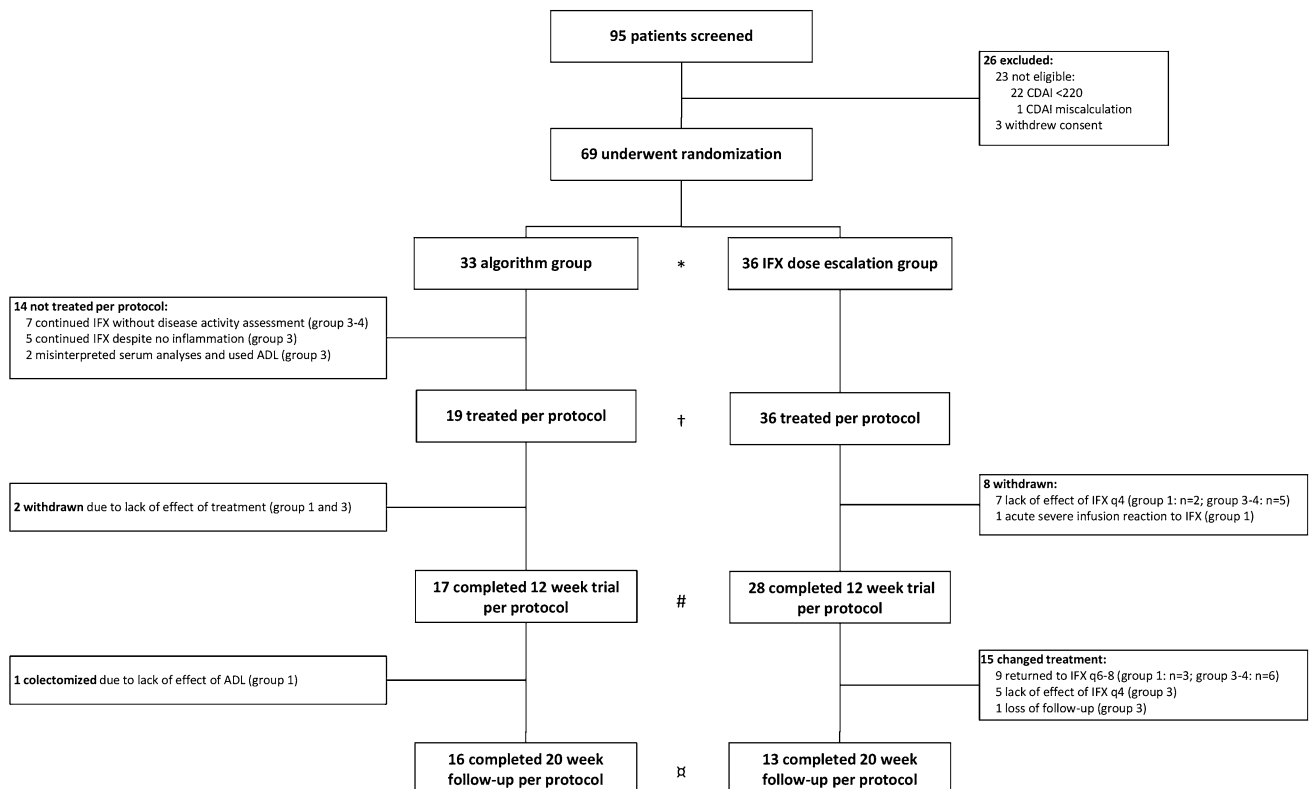 95 patients screened
26 excluded:
23 not eligible:
22 CDAI <220
1 CDAI miscalculation
3 withdrew consent
69 underwent randomization
33 algorithm group
*
36 IFX dose escalation group
14 not treated per protocol:
7 continued IFX without disease activity assessment (group 3-4)
5 continued IFX despite no inflammation (group 3)
2 misinterpreted serum analyses and used ADL (group 3)
19 treated per protocol
†
36 treated per protocol
2 withdrawn due to lack of effect of treatment (group 1 and 3)
8 withdrawn:
7 lack of effect of IFX q4 (group 1: n=2; group 3-4: n=5)
1 acute severe infusion reaction to IFX (group 1)
17 completed 12 week trial
per protocol
#
28 completed 12 week trial
per protocol
1 colectomized due to lack of effect of ADL (group 1)
15 changed treatment:
9 returned to IFX q6-8 (group 1: n=3; group 3-4: n=6)
5 lack of effect of IFX q4 (group 3)
1 loss of follow-up (group 3)
16 completed 20 week
follow-up per protocol
¤
13 completed 20 week
follow-up per protocol